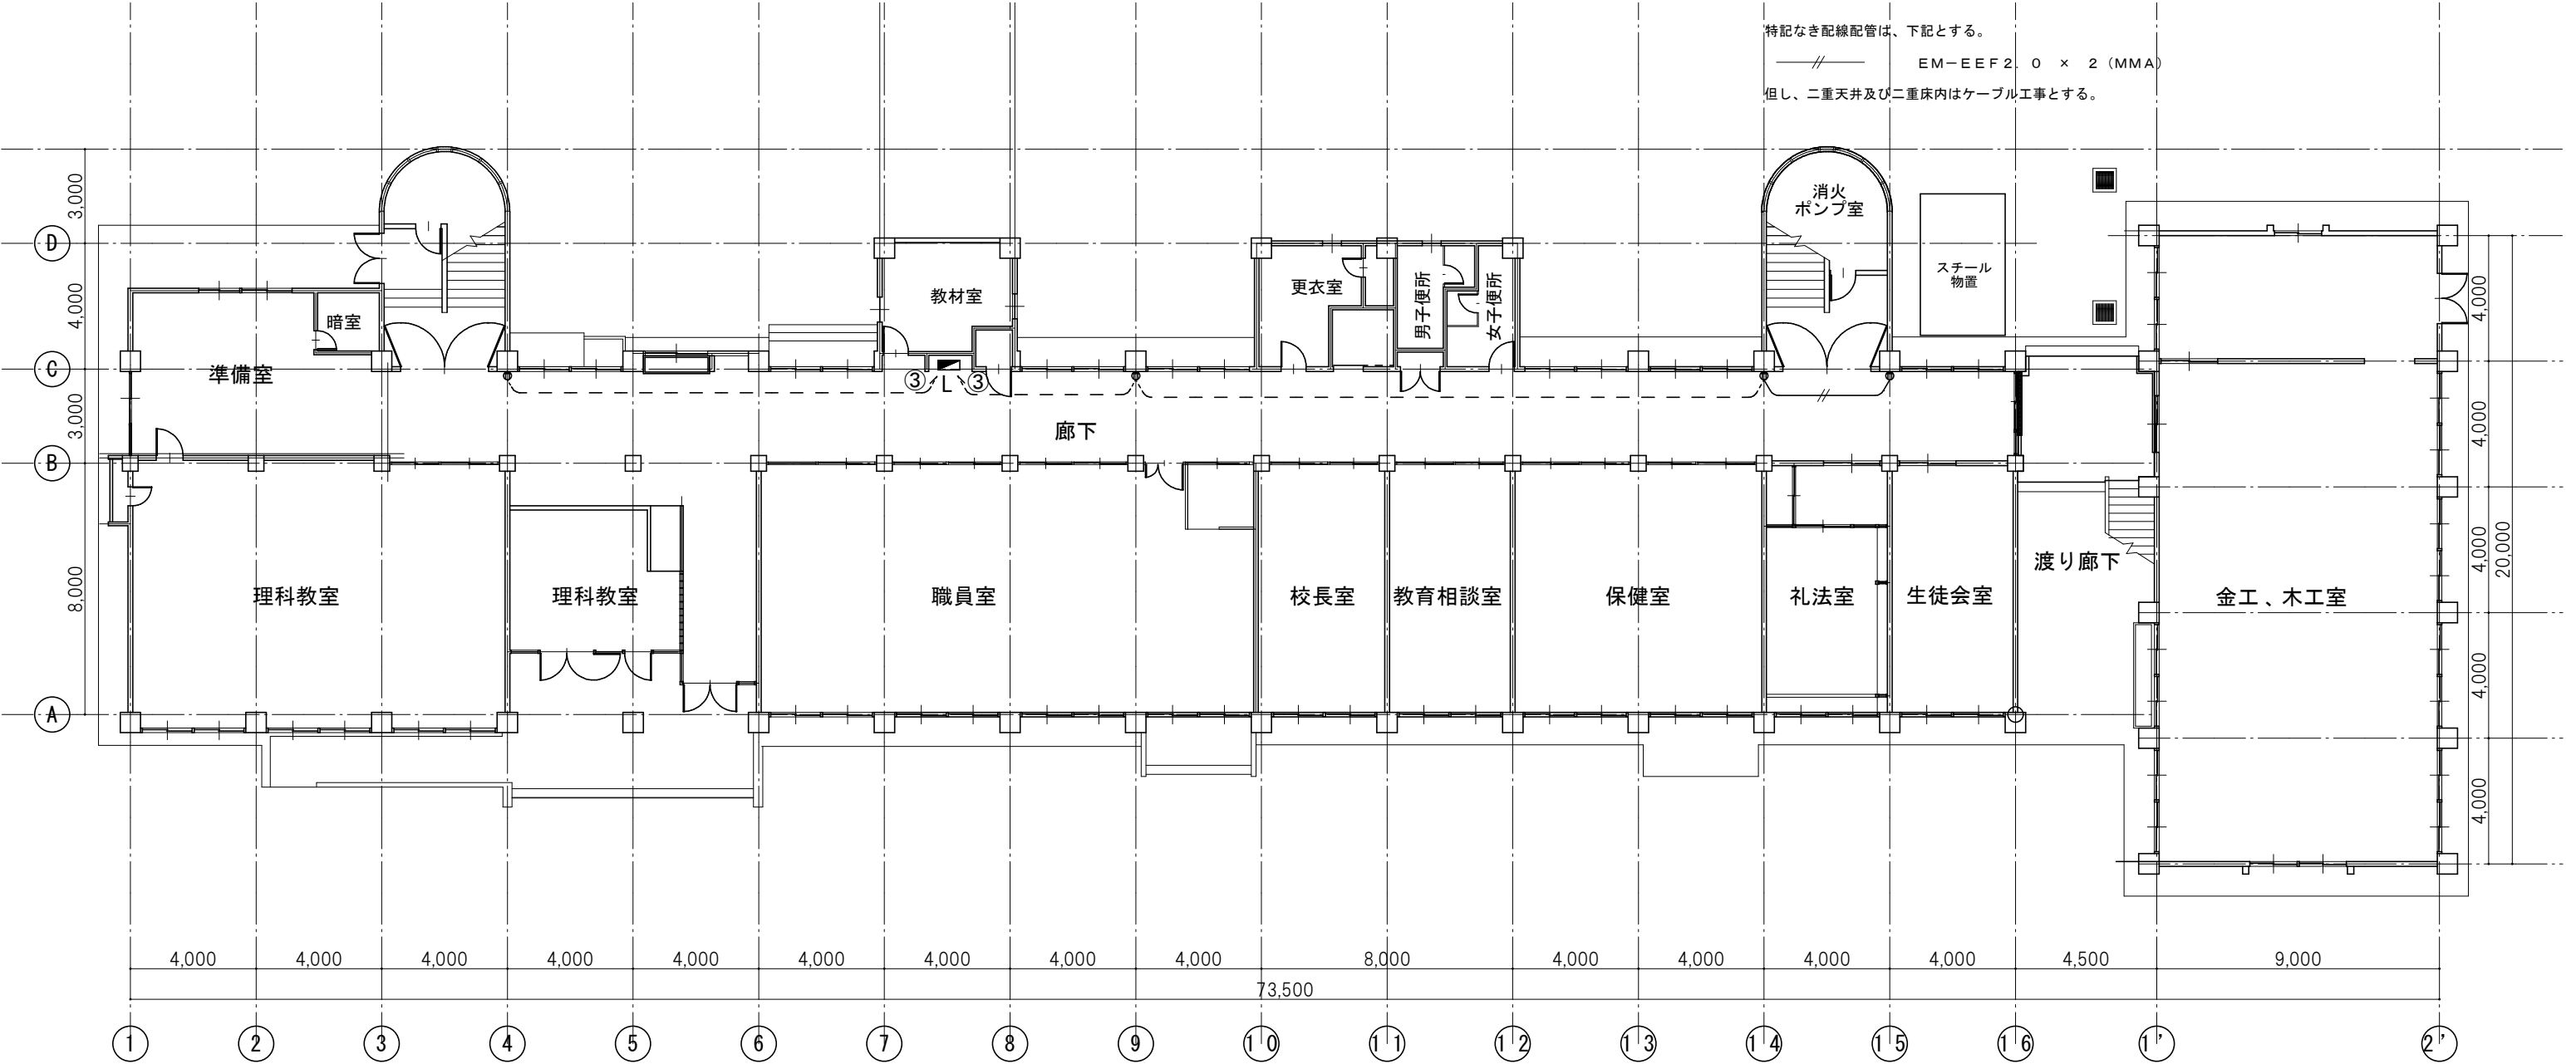 特記なき配線配管は、下記とする。
EM-EEF2.0 × 2（MMA）
但し、二重天井及び二重床内はケーブル工事とする。
3,000
消火
ポンプ室
D
スチール
物置
教材室
更衣室
男子便所
女子便所
4,000
暗室
4,000
C
準備室
③
L
③
3,000
廊下
4,000
B
8,000
理科教室
理科教室
職員室
校長室
教育相談室
保健室
礼法室
生徒会室
渡り廊下
金工、木工室
4,000
20,000
4,000
A
4,000
4,000
4,000
4,000
4,000
4,000
4,000
4,000
4,000
4,000
8,000
4,000
4,000
4,000
4,000
4,500
9,000
73,500
1
2
3
4
5
6
7
8
9
10
11
12
13
14
15
16
1'
2'